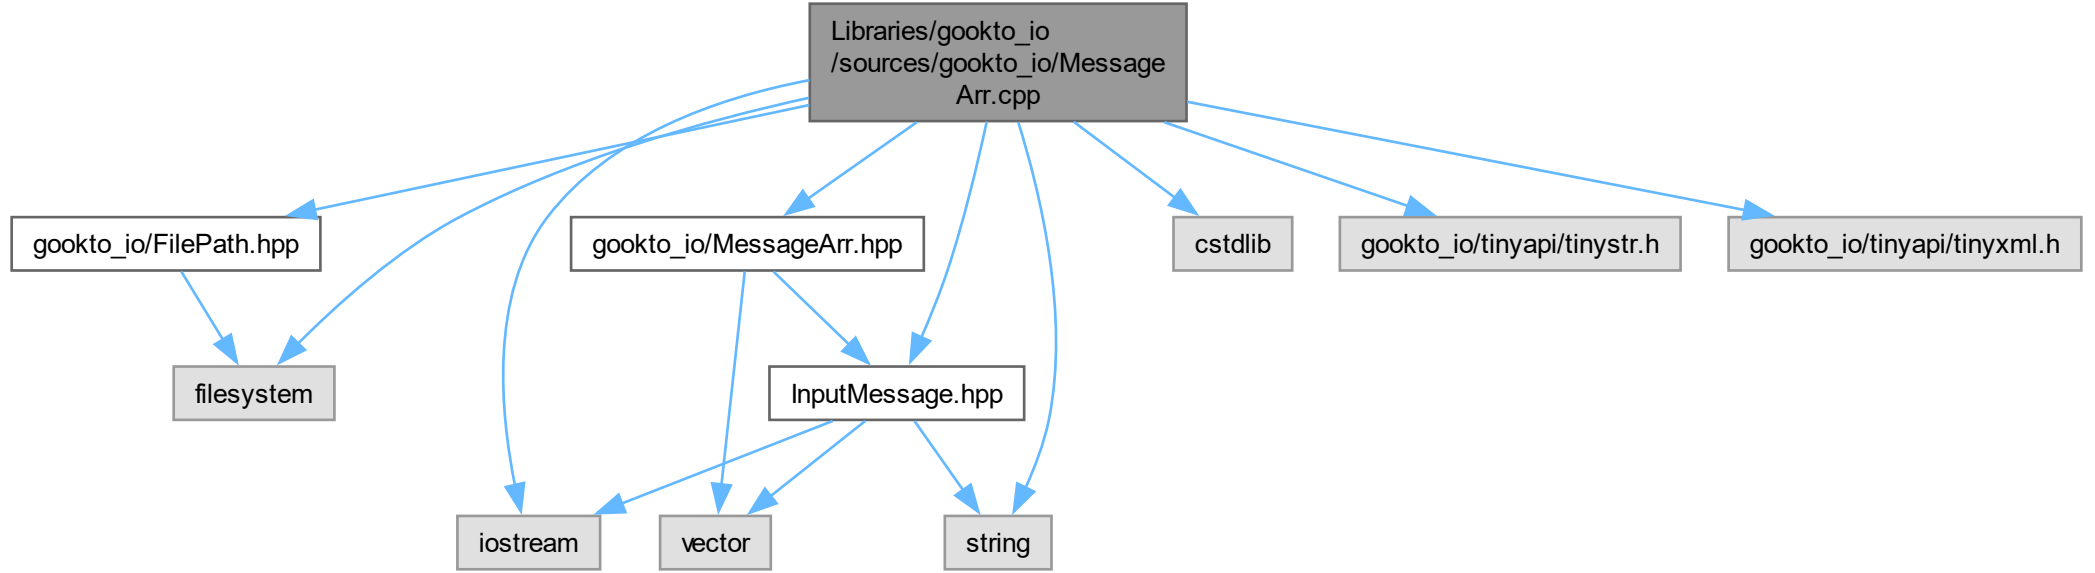 Libraries/gookto_io
/sources/gookto_io/Message
Arr.cpp
gookto_io/FilePath.hpp
gookto_io/MessageArr.hpp
cstdlib
gookto_io/tinyapi/tinystr.h
gookto_io/tinyapi/tinyxml.h
filesystem
InputMessage.hpp
iostream
vector
string